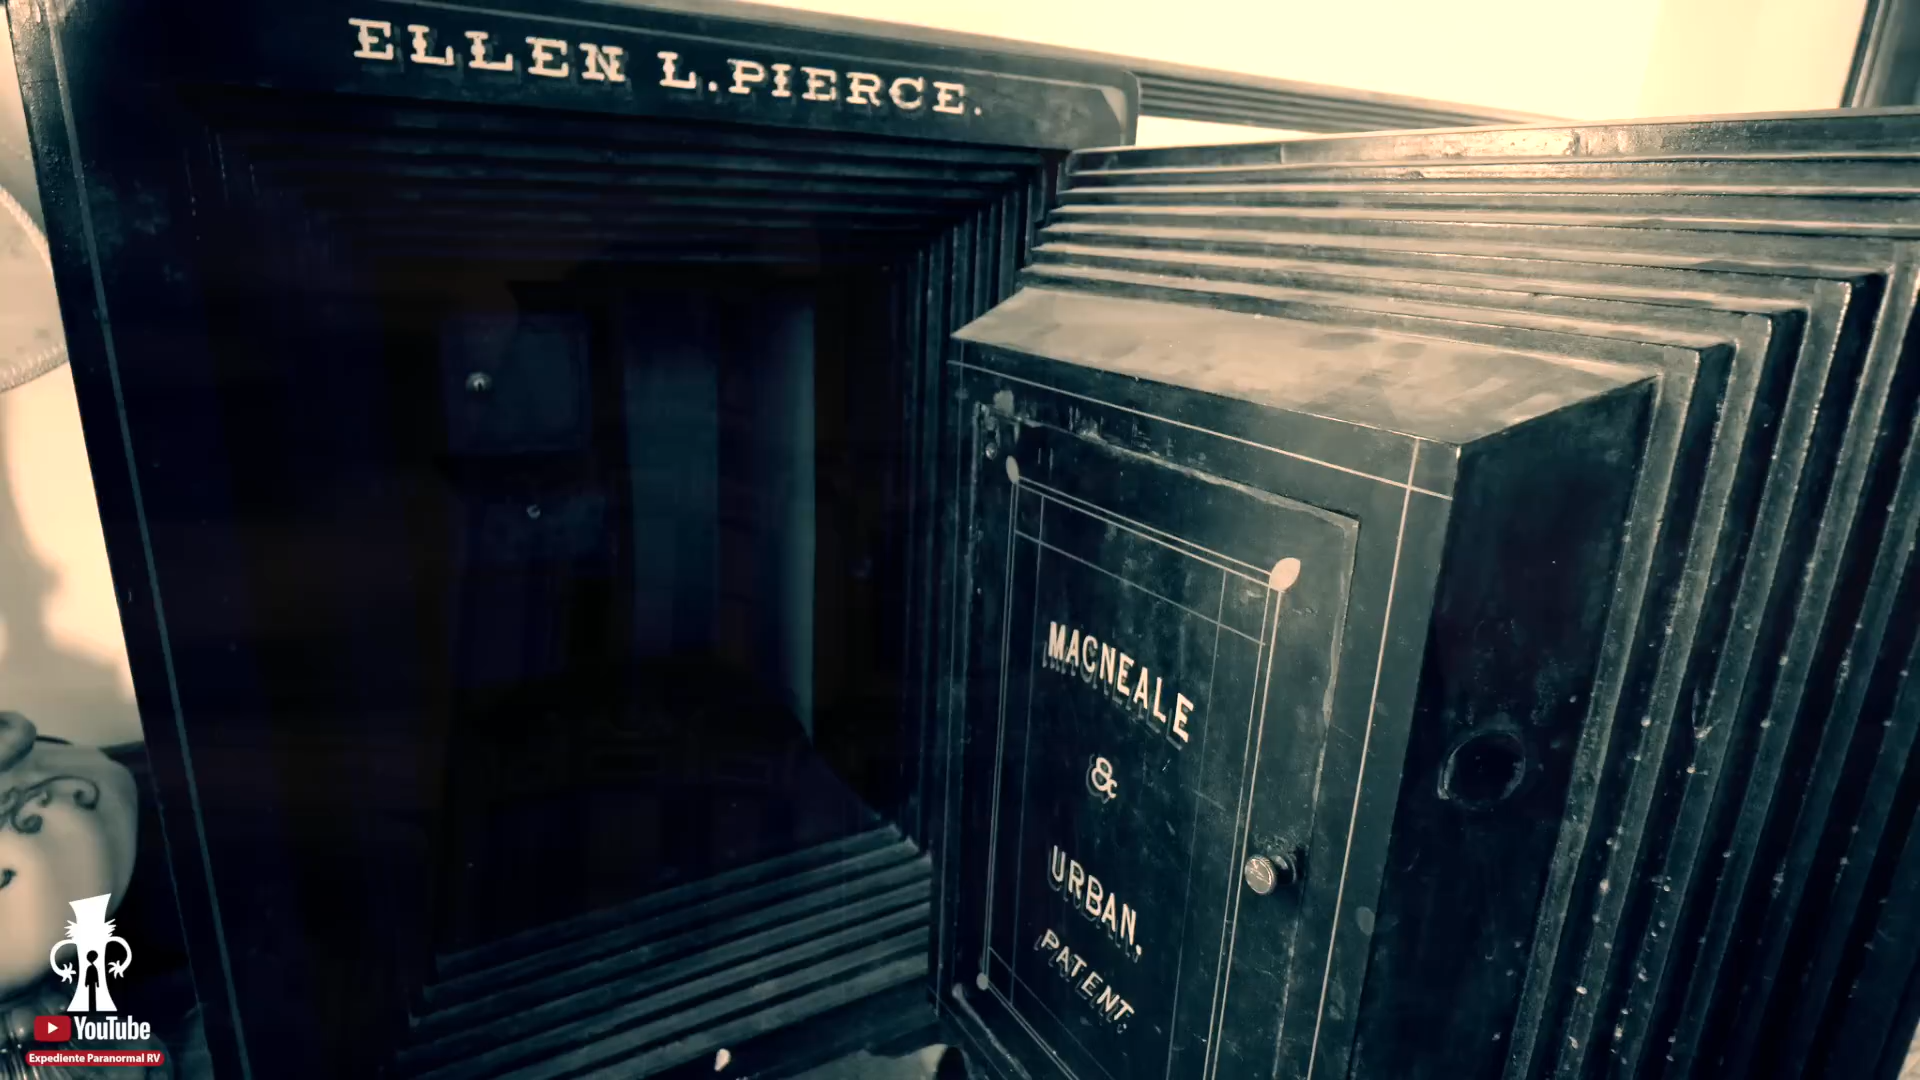 ELLEN L. PIERCE.
MACNEALE
&
URBAN.
PATENT.
YouTube
Expediente Paranormal RV